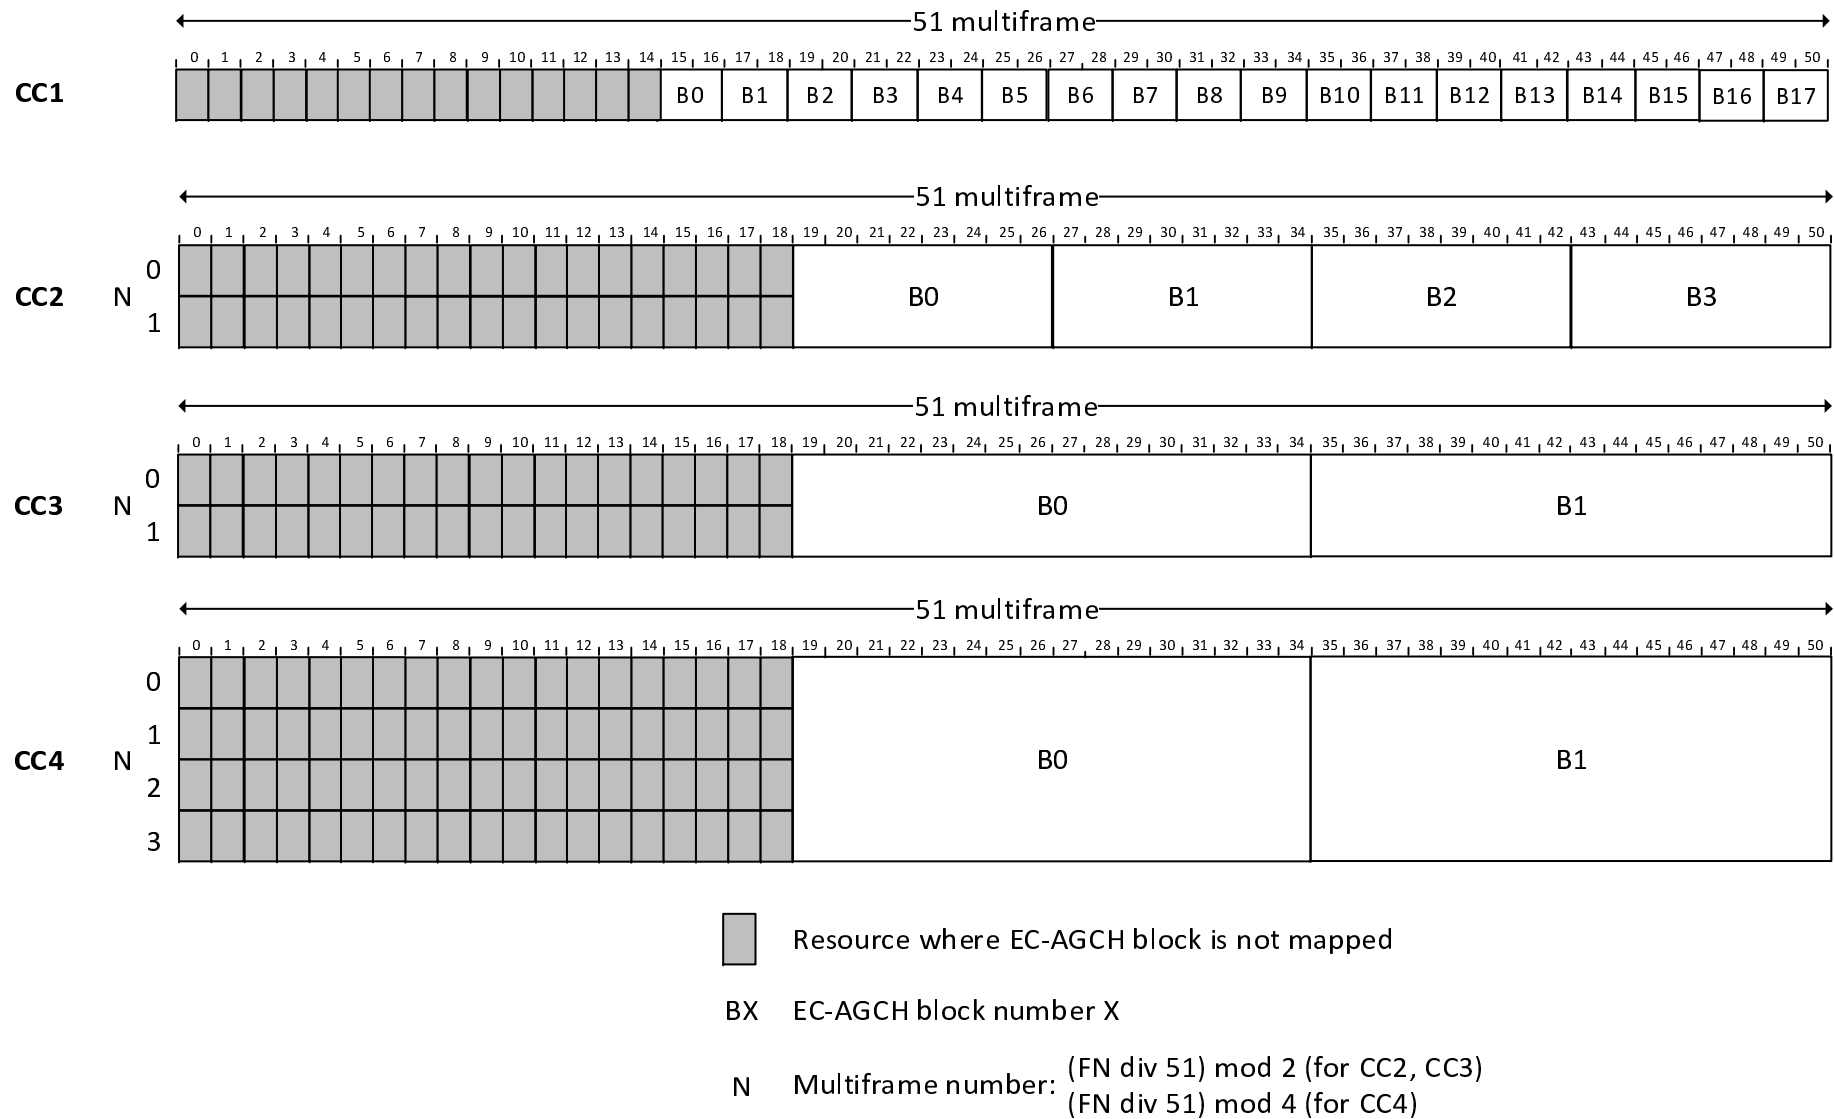 51 multiframe
0 1 2 3 4 5 6 7 8 9 10 11 12 13 14 15 16 17 18 19 20 21 22 23 24 25 26 27 28 29 30 31 32 33 34 35 36 37 38 39 40 41 42 43 44 45 46 47 48 49 50
CC1 B0 B1 B2 B3 B4 B5 B6 B7 B8 B9 B10 B11 B12 B13 B14 B15 B16 B17
51 multiframe
0 1 2 3 4 5 6 7 8 9 10 11 12 13 14 15 16 17 18 19 20 21 22 23 24 25 26 27 28 29 30 31 32 33 34 35 36 37 38 39 40 41 42 43 44 45 46 47 48 49 50
0
CC2 N B0 B1 B2 B3
1
51 multiframe
0 1 2 3 4 5 6 7 8 9 10 11 12 13 14 15 16 17 18 19 20 21 22 23 24 25 26 27 28 29 30 31 32 33 34 35 36 37 38 39 40 41 42 43 44 45 46 47 48 49 50
0
CC3 N B0 B1
1
51 multiframe
0 1 2 3 4 5 6 7 8 9 10 11 12 13 14 15 16 17 18 19 20 21 22 23 24 25 26 27 28 29 30 31 32 33 34 35 36 37 38 39 40 41 42 43 44 45 46 47 48 49 50
0
1
CC4 N B0 B1
2
3
Resource where EC-AGCH block is not mapped
BX EC-AGCH block number X
N Multiframe number: (FN div 51) mod 2 (for CC2, CC3)
(FN div 51) mod 4 (for CC4)